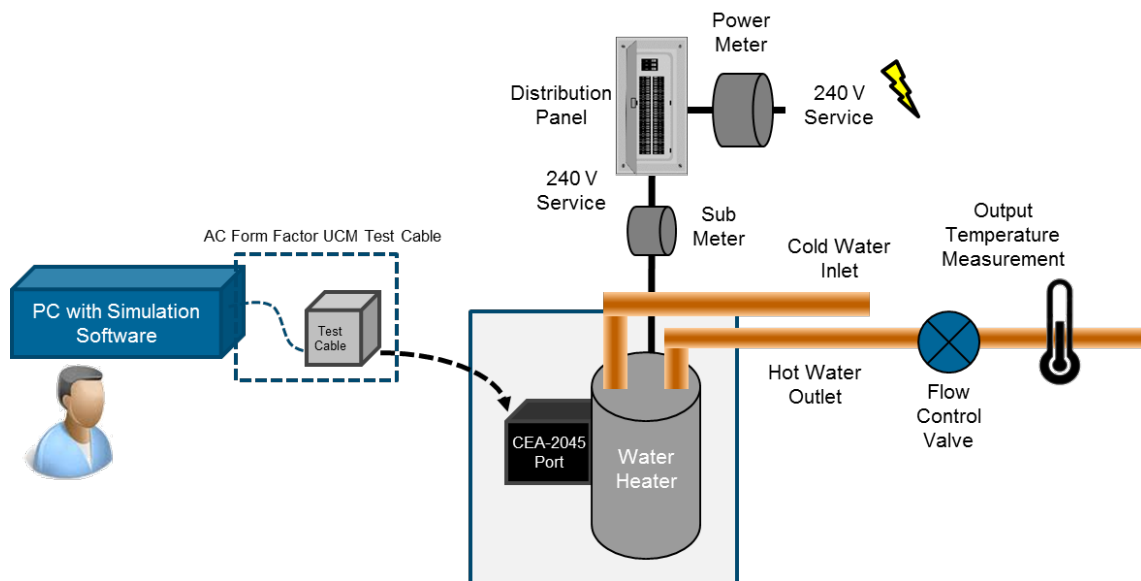 Power
Meter
Distribution
Panel
240 V
Service
240 V
Service
Sub
Meter
Output
Temperature
Measurement
AC Form Factor UCM Test Cable
Cold Water
Inlet
PC with Simulation
Software
Test
Cable
Hot Water
Outlet
Flow
Control
Valve
CEA-2045
Port
Water
Heater